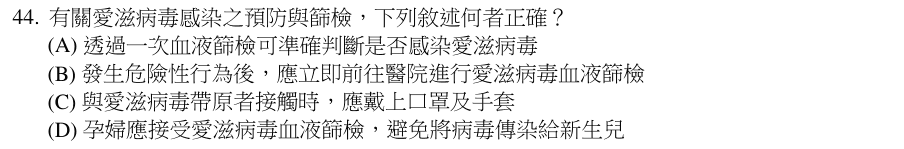 44. 有關愛滋病毒感染之預防與篩檢，下列敘述何者正確？
(A) 透過一次血液篩檢可準確判斷是否感染愛滋病毒
(B) 發生危險性行為後，應立即前往醫院進行愛滋病毒血液篩檢
(C) 與愛滋病毒帶原者接觸時，應戴上口罩及手套
(D) 孕婦應接受愛滋病毒血液篩檢，避免將病毒傳染給新生兒